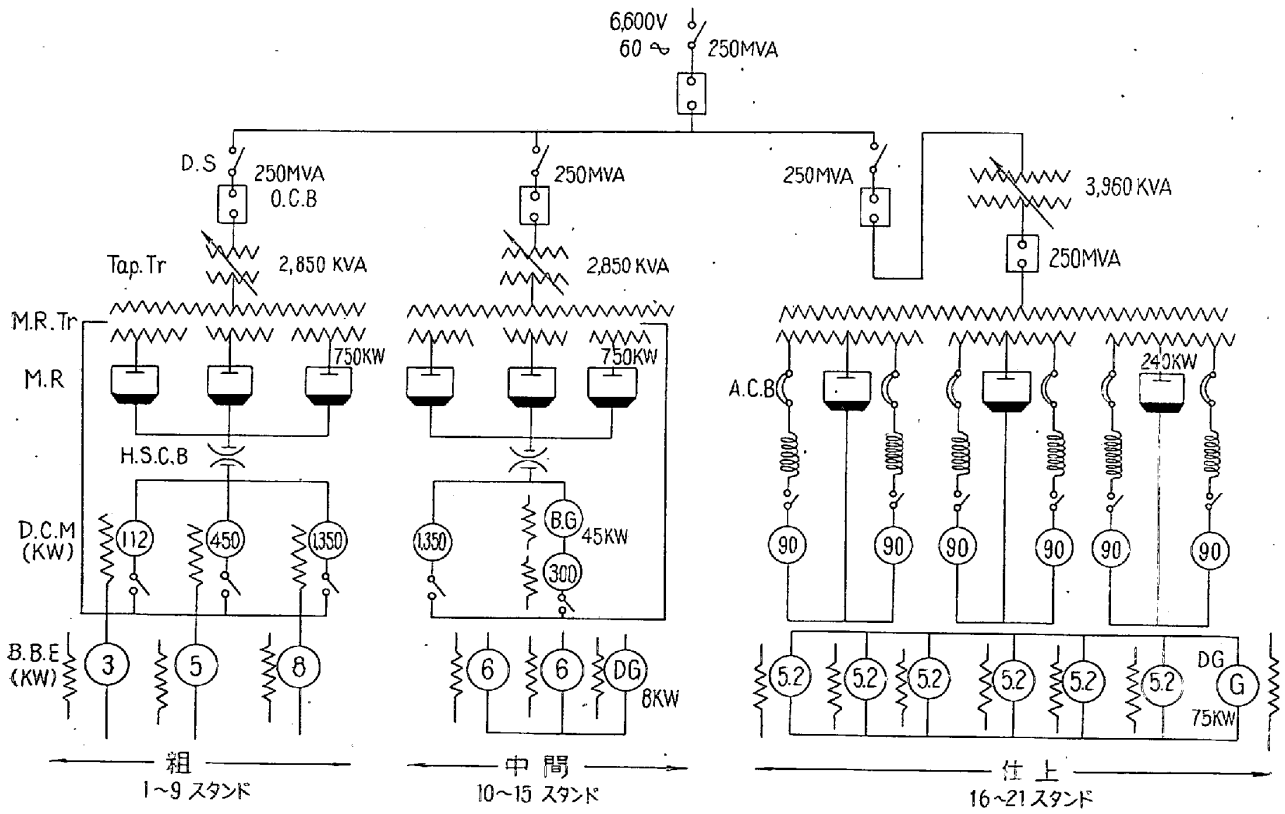 6,600V
60 ~ 250MVA
D.S
250MVA
O.C.B
250MVA
250MVA
3,960 KVA
250MVA
Tap.Tr
2,850 KVA
2,850 KVA
M.R.Tr
750KW
750KW
240KW
M.R
A.C.B
H.S.C.B
D.C.M
(KW)
112
450
1,350
1,350
B.G
45KW
300
90
90
90
90
90
90
B.B.E
(KW)
3
5
8
6
6
DG
8KW
5.2
5.2
5.2
5.2
5.2
5.2
DG
G
75KW
粗
1~9 スタンド
中間
10~15 スタンド
仕上
16~21 スタンド